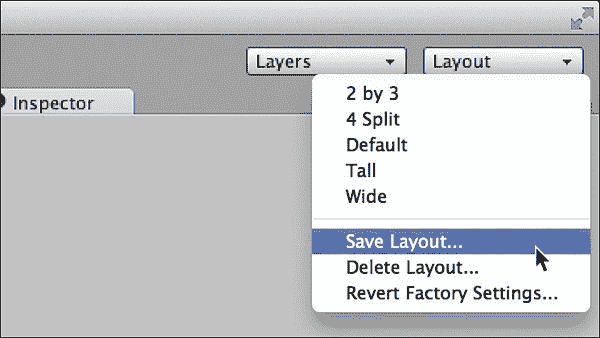 Layers
Layout
Inspector
2 by 3
4 Split
Default
Tall
Wide
Save Layout...
Delete Layout...
Revert Factory Settings...